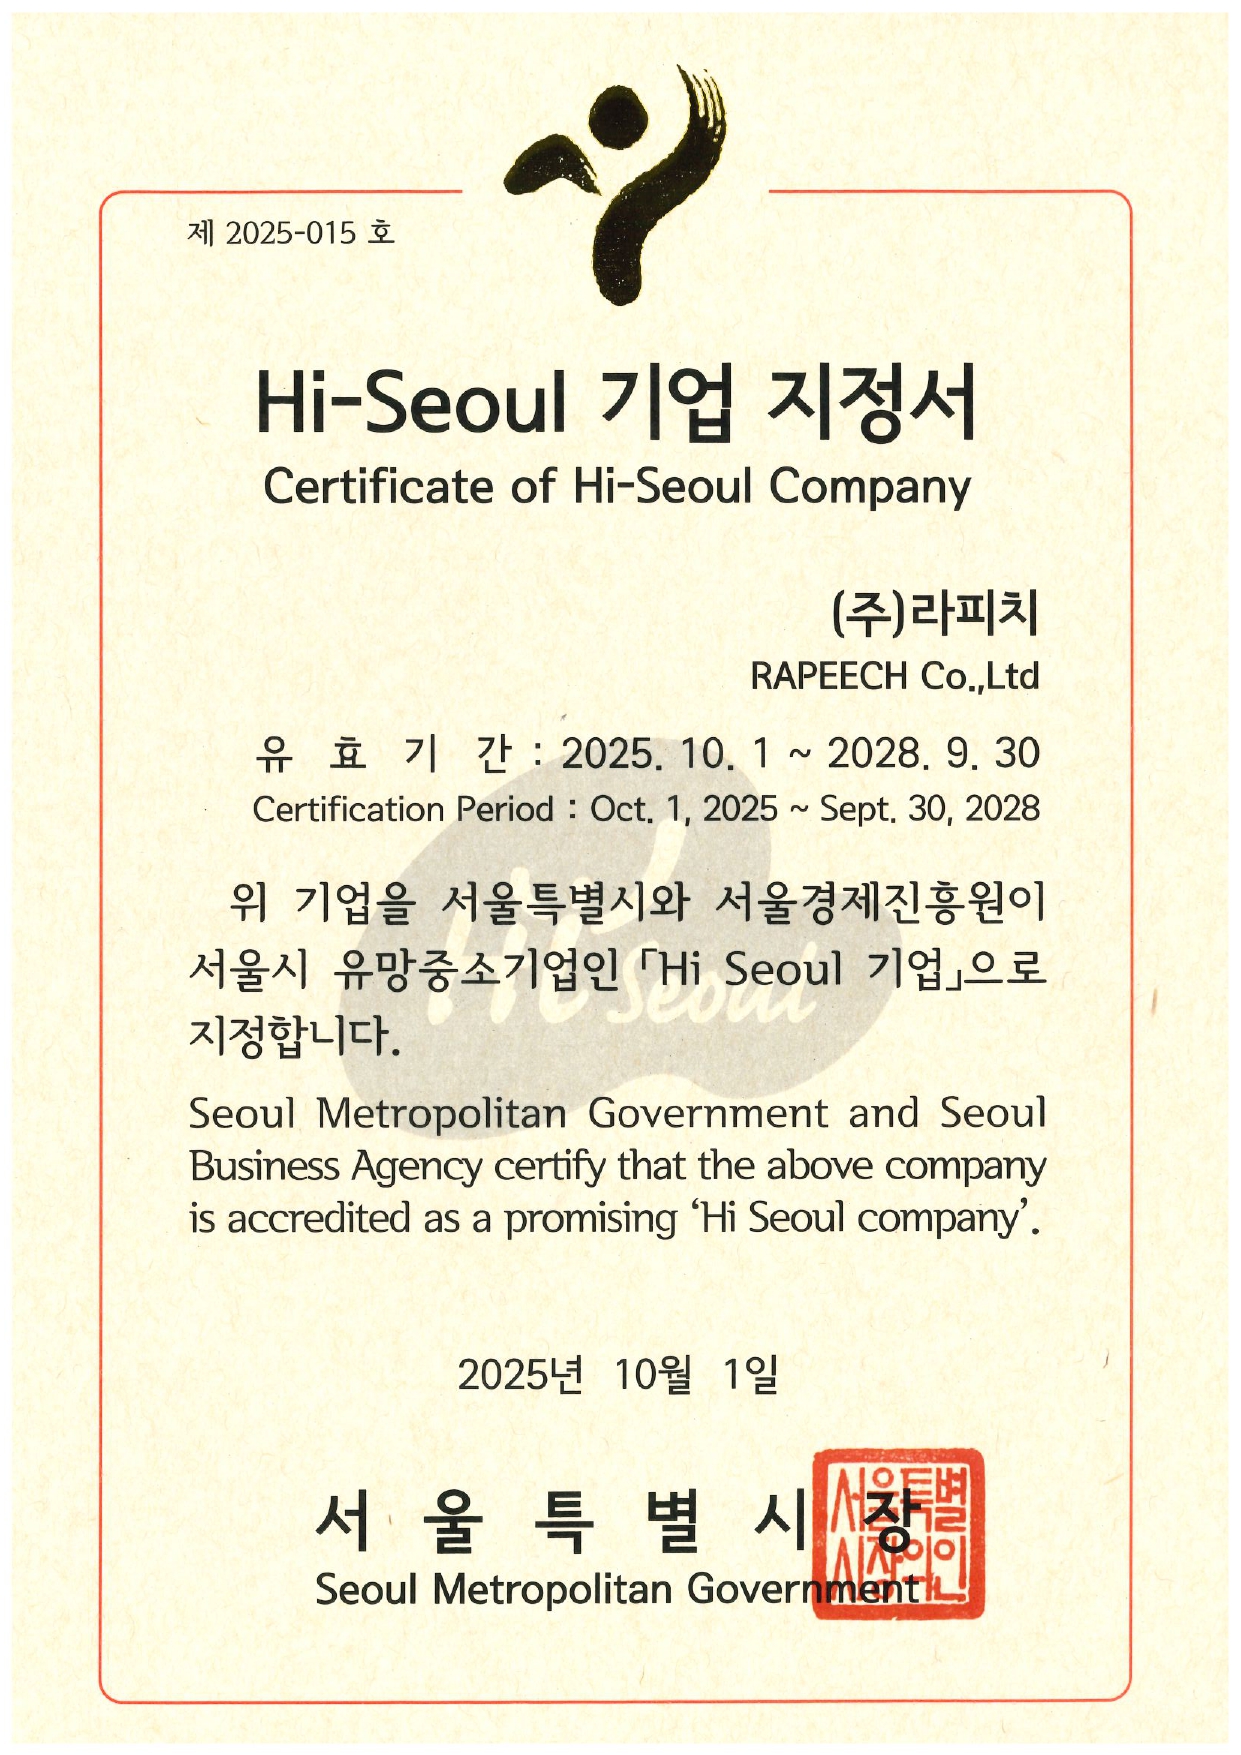 제 2025-015 호
Hi-Seoul 기업 지정서
Certificate of Hi-Seoul Company
(주)라피치
RAPEECH Co.,Ltd
유 효 기 간 : 2025. 10. 1 ~ 2028. 9. 30
Certification Period : Oct. 1, 2025 ~ Sept. 30, 2028
위 기업을 서울특별시와 서울경제진흥원이
서울시 유망중소기업인 「Hi Seoul 기업」으로
지정합니다.
Hi Seoul
Seoul Metropolitan Government and Seoul
Business Agency certify that the above company
is accredited as a promising ‘Hi Seoul company’.
2025년 10월 1일
서 울 특 별 시 장
Seoul Metropolitan Government
서울특별
시장의인